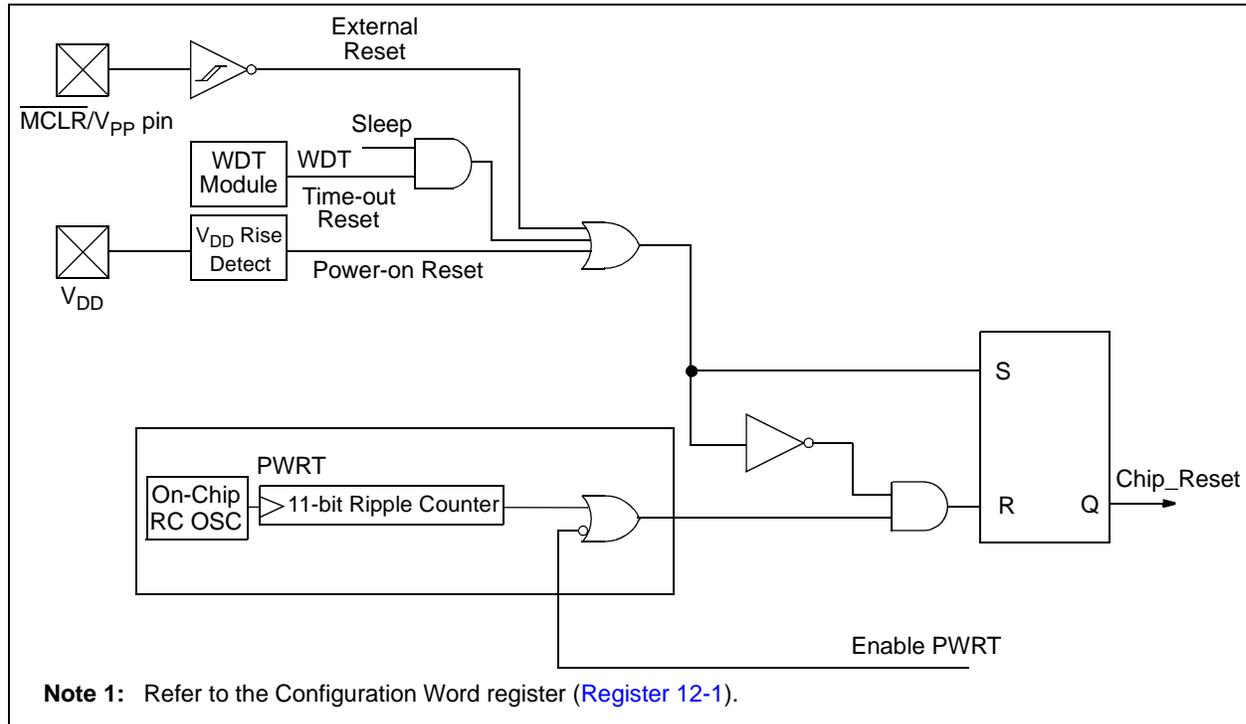 External
Reset
MCLR/VPP pin
Sleep
WDT
Module
WDT
Time-out
Reset
VDD Rise
Detect
Power-on Reset
VDD
S
PWRT
On-Chip
RC OSC
11-bit Ripple Counter
R
Q
Chip_Reset
Enable PWRT
Note 1: Refer to the Configuration Word register (Register 12-1).